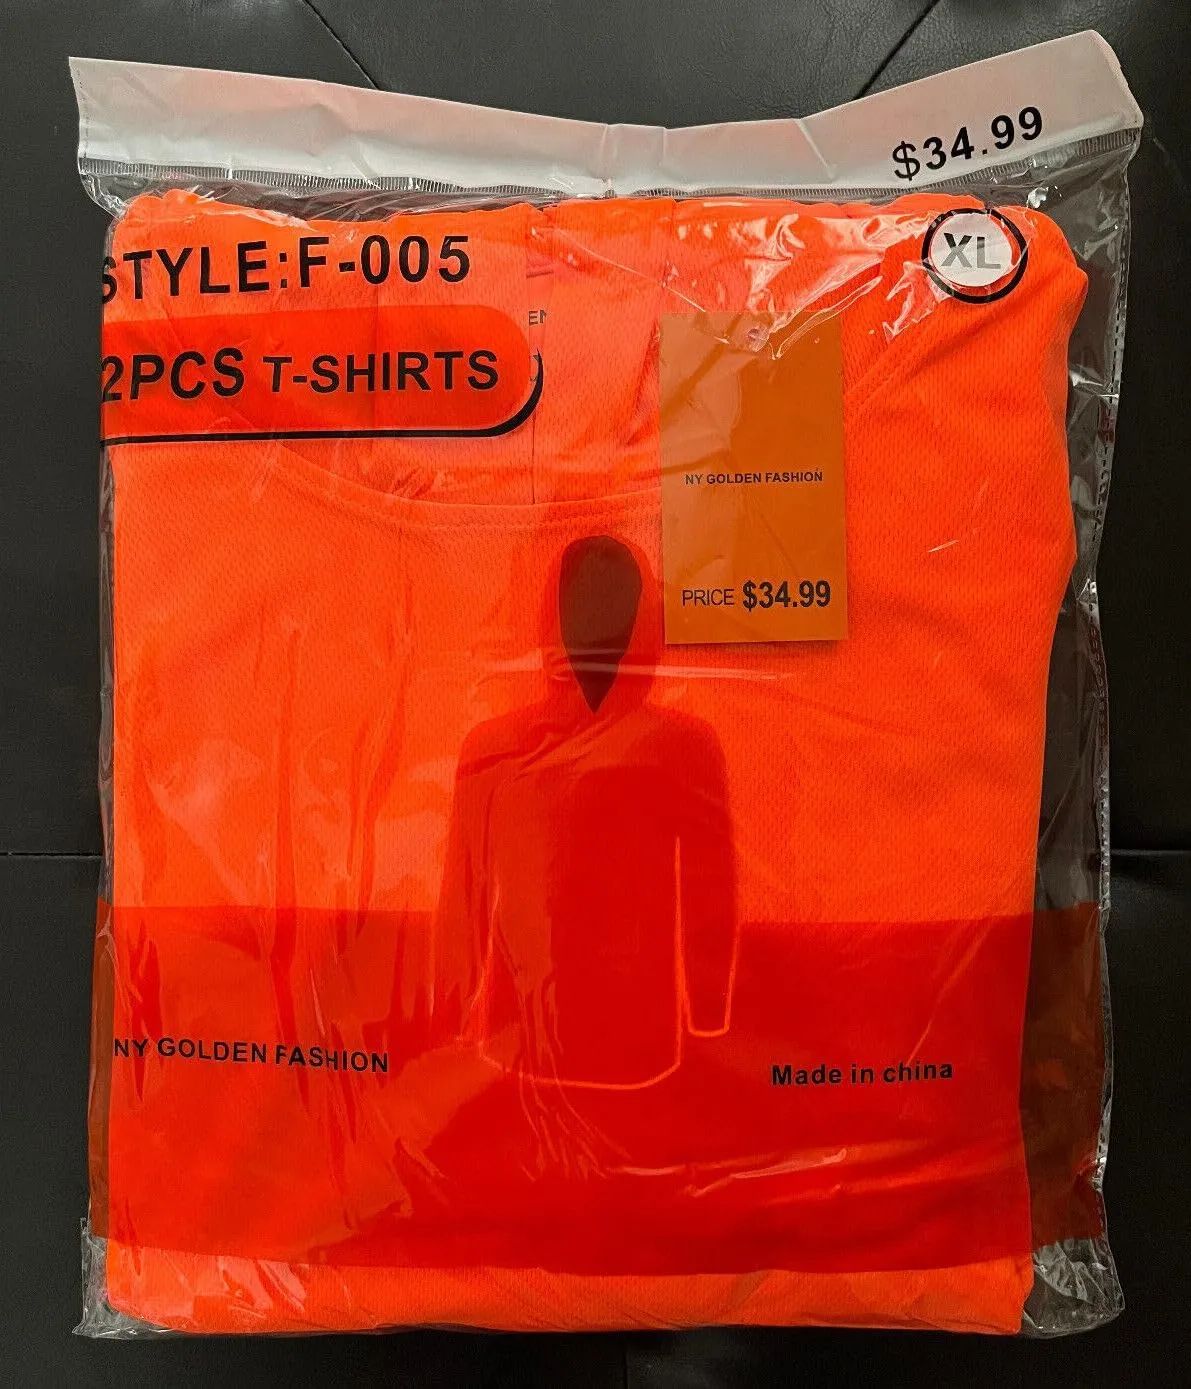 $34.99
STYLE:F-005
XL
2PCS T-SHIRTS
NY GOLDEN FASHION
PRICE $34.99
NY GOLDEN FASHION
Made in china